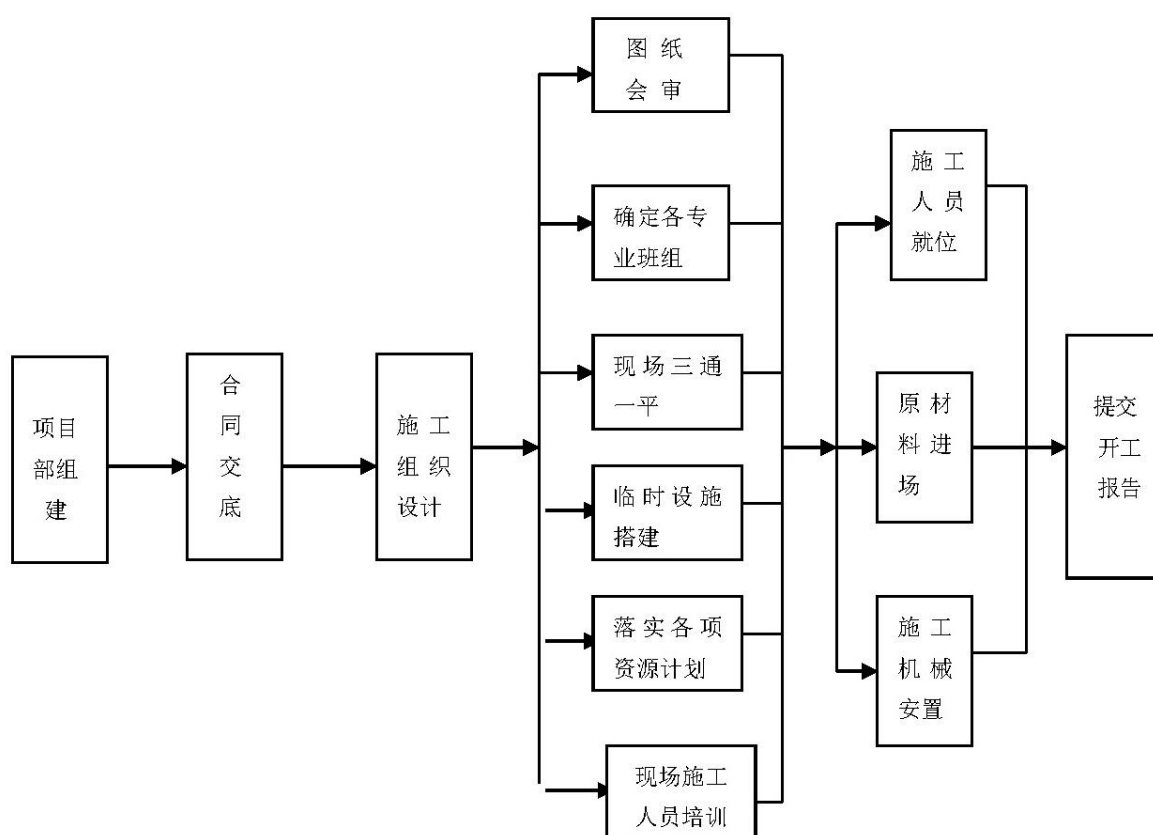 项目
部组
建
合
同
交
底
施工
组织
设计
图纸
会审
确定各专
业班组
现场三通
一平
临时设施
搭建
落实各项
资源计划
现场施工
人员培训
施工
人员
就位
原材
料进
场
施工
机械
安置
提交
开工
报告